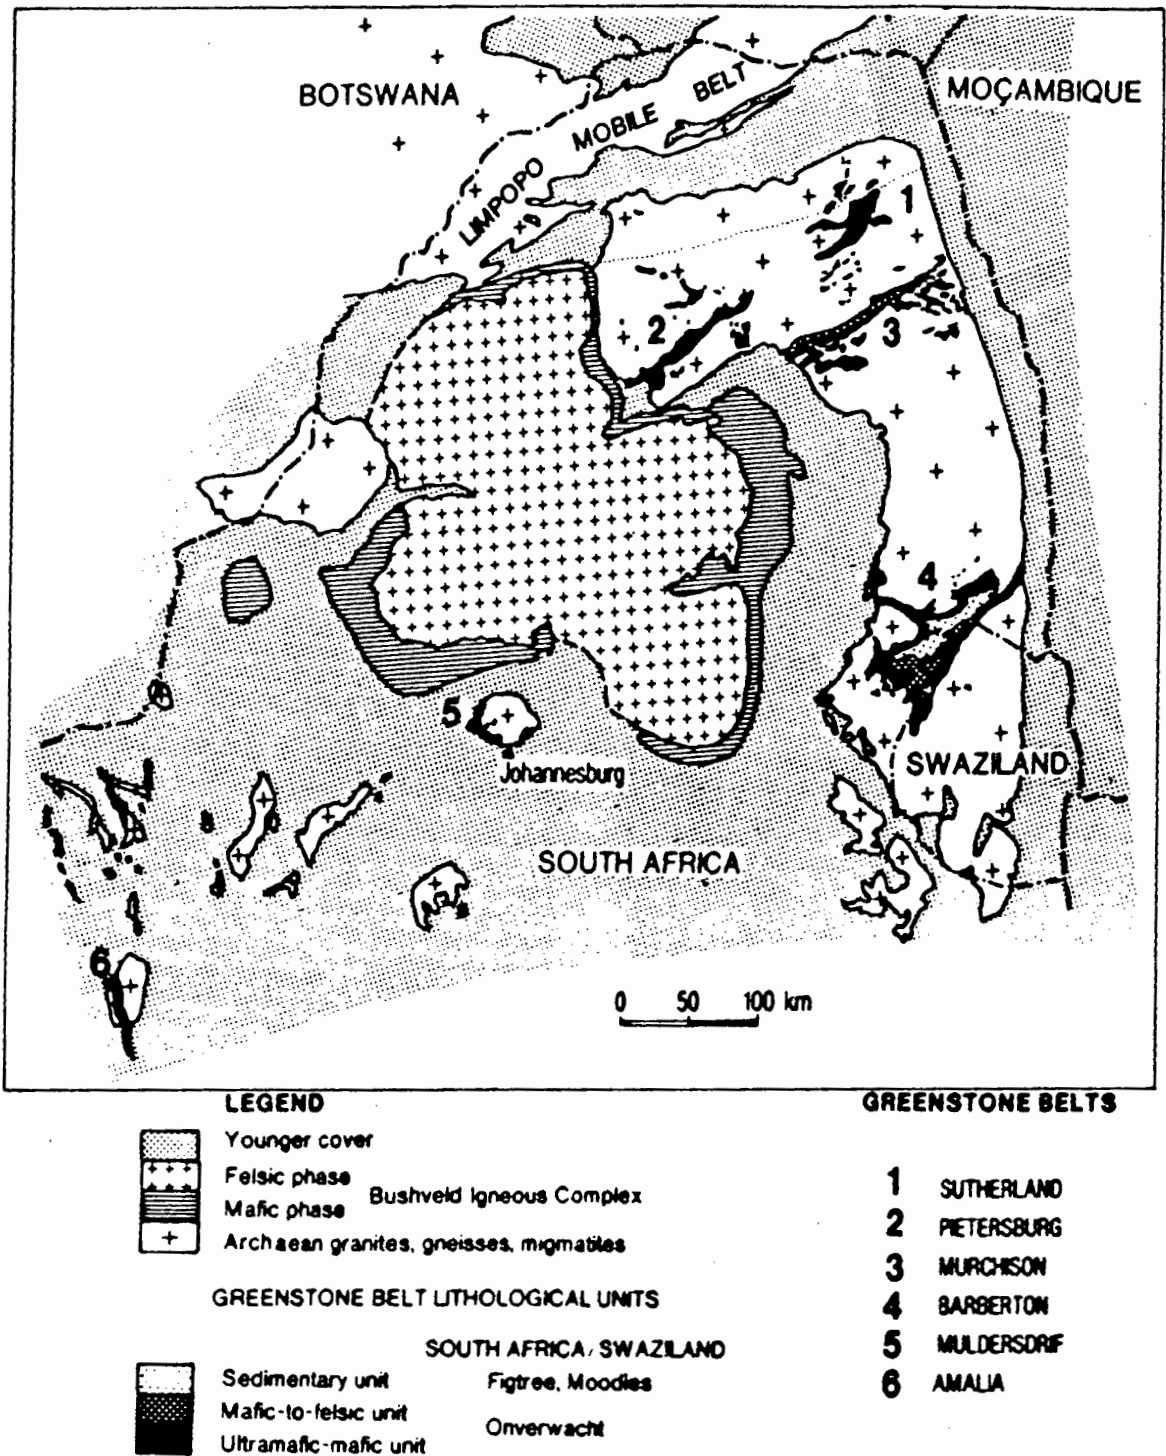 BOTSWANA
MOÇAMBIQUE
LIMPOPO MOBILE BELT
1
2
3
4
5
Johannesburg
SWAZILAND
SOUTH AFRICA
6
0 50 100 km
LEGEND
Younger cover
Felsic phase
Mafic phase
Bushveld Igneous Complex
Archaean granites, gneisses, migmatites
GREENSTONE BELT LITHOLOGICAL UNITS
SOUTH AFRICA/SWAZILAND
Sedimentary unit Figtree, Moodies
Mafic-to-felsic unit
Onverwacht
Ultramafic-mafic unit
GREENSTONE BELTS
1 SUTHERLAND
2 PIETERSBURG
3 MURCHISON
4 BARBERTON
5 MULDERSDRIF
6 AMALIA